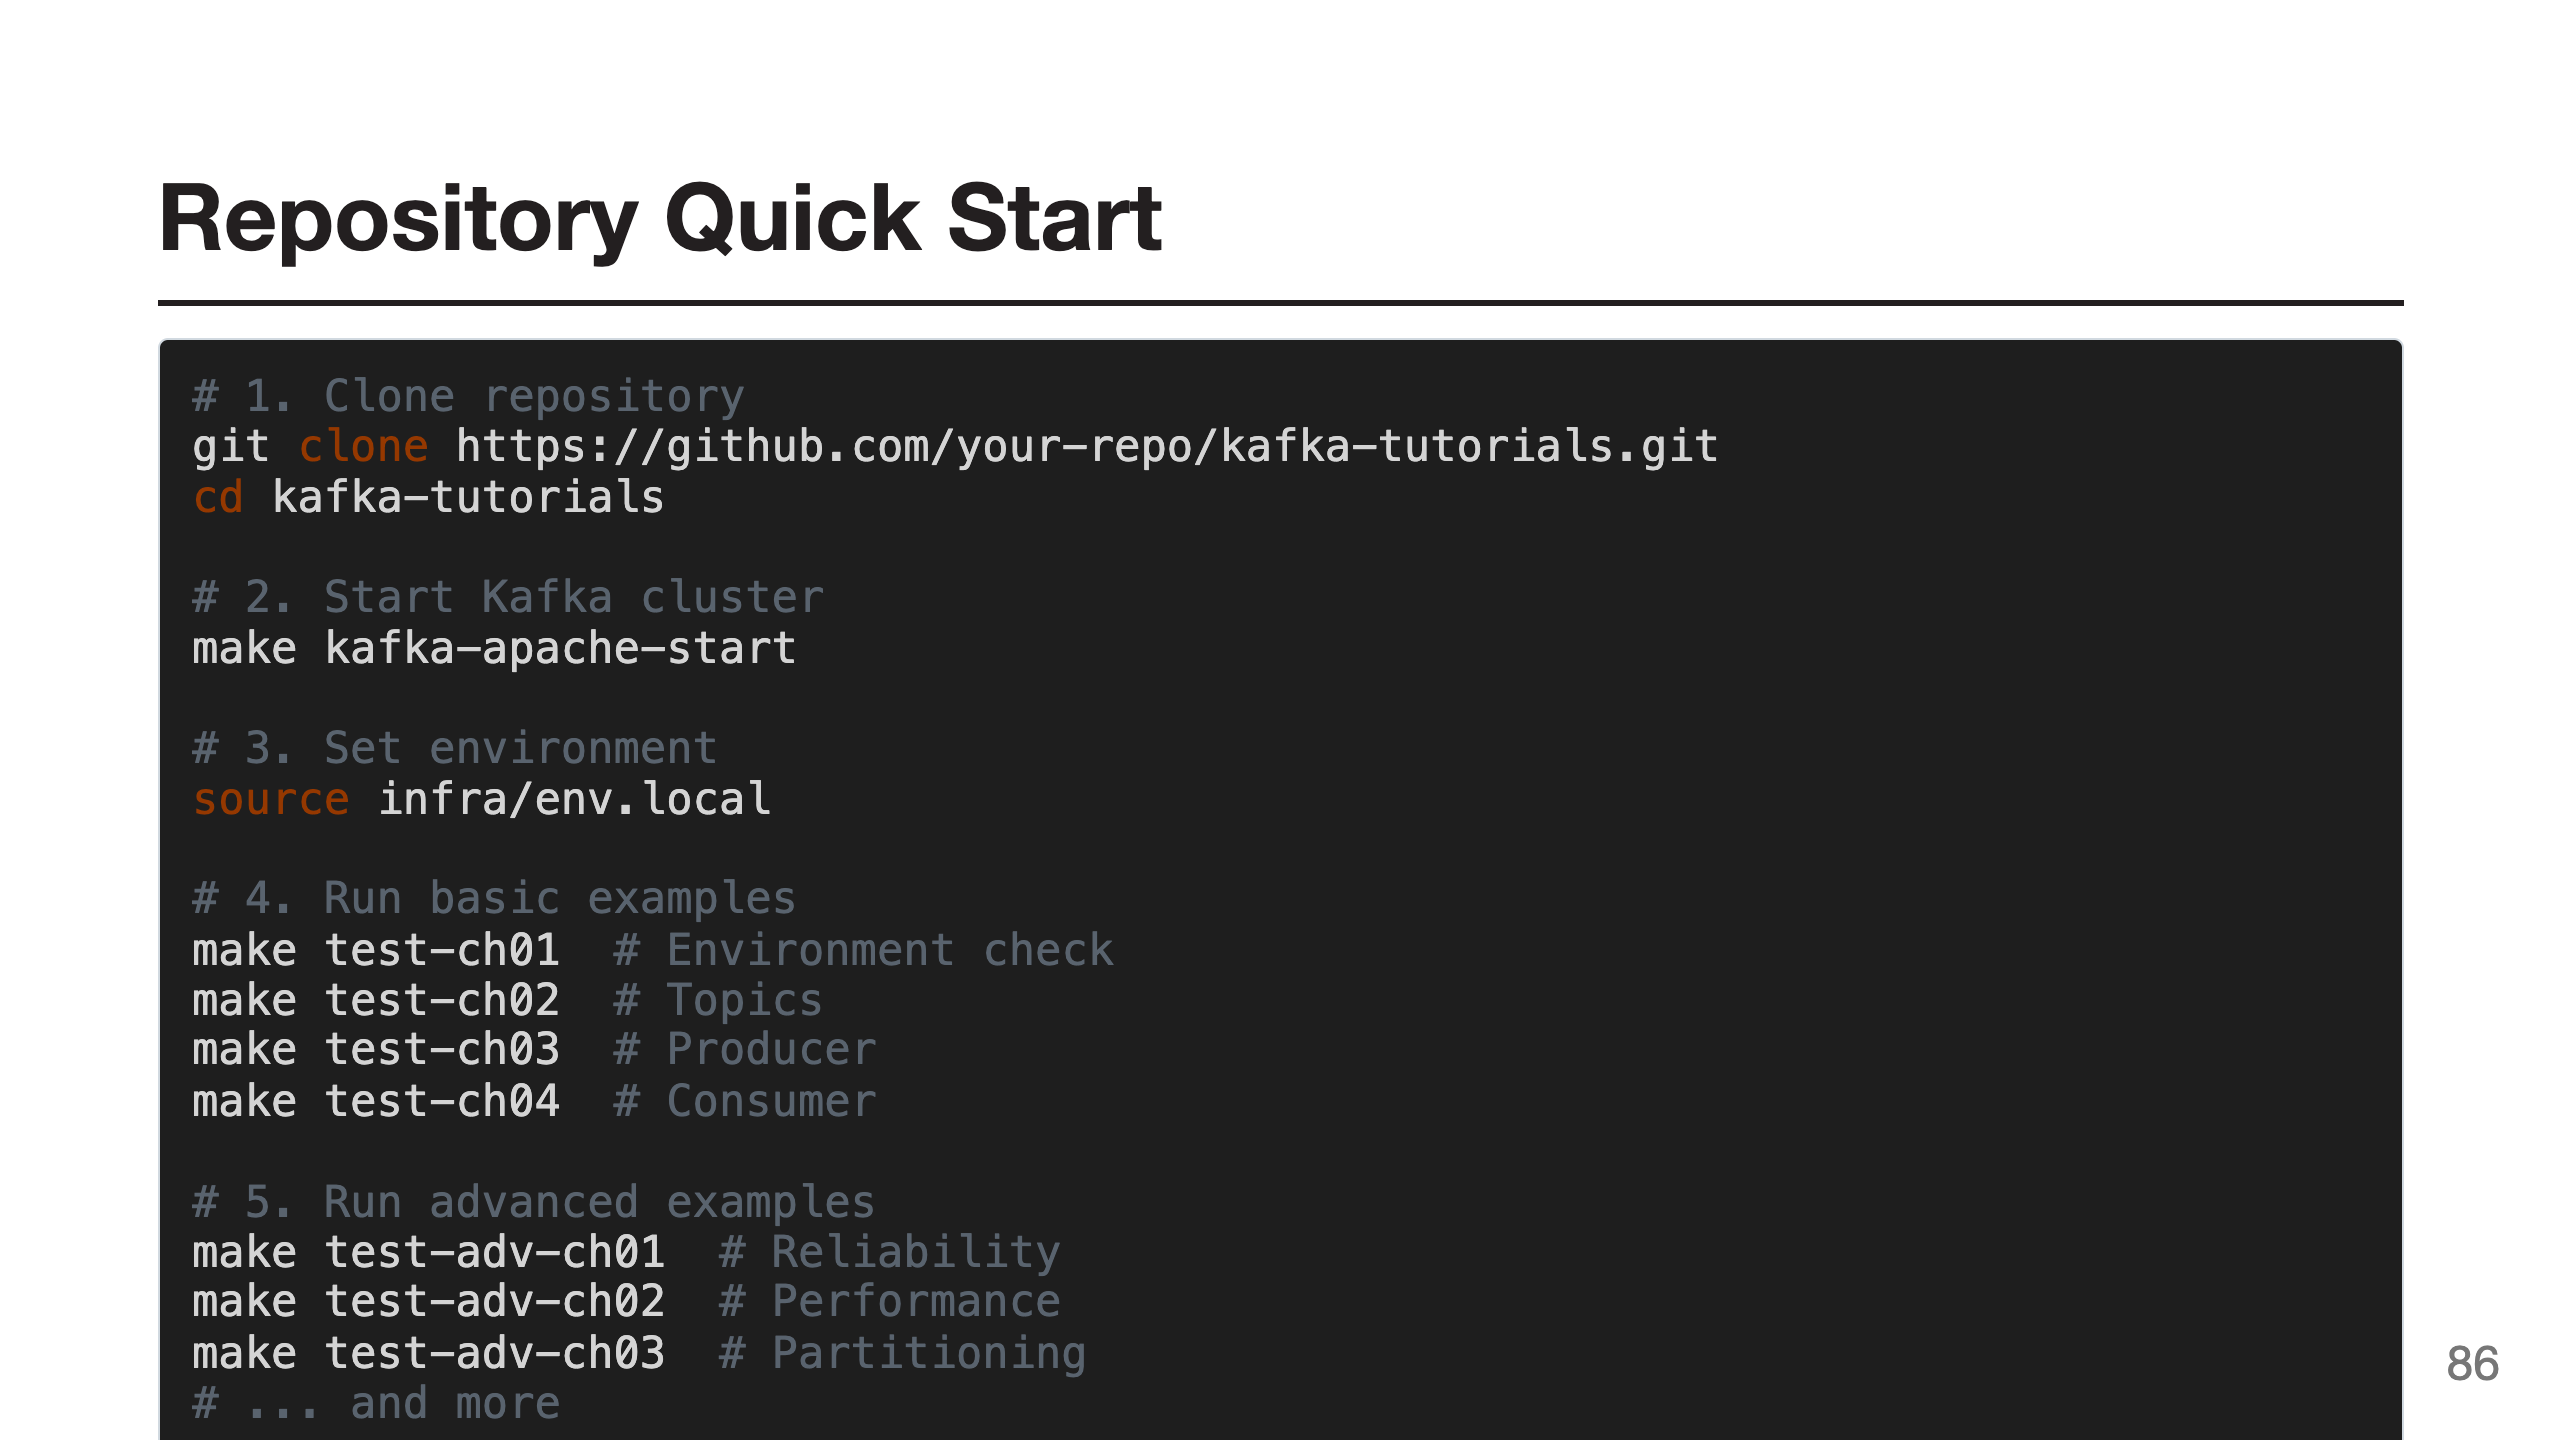 Repository Quick Start
# 1. Clone repository
git clone https://github.com/your-repo/kafka-tutorials.git
cd kafka-tutorials
# 2. Start Kafka cluster
make kafka-apache-start
# 3. Set environment
source infra/env.local
# 4. Run basic examples
make test-ch01  # Environment check
make test-ch02  # Topics
make test-ch03  # Producer
make test-ch04  # Consumer
# 5. Run advanced examples
make test-adv-ch01  # Reliability
make test-adv-ch02  # Performance
make test-adv-ch03  # Partitioning
# ... and more
86